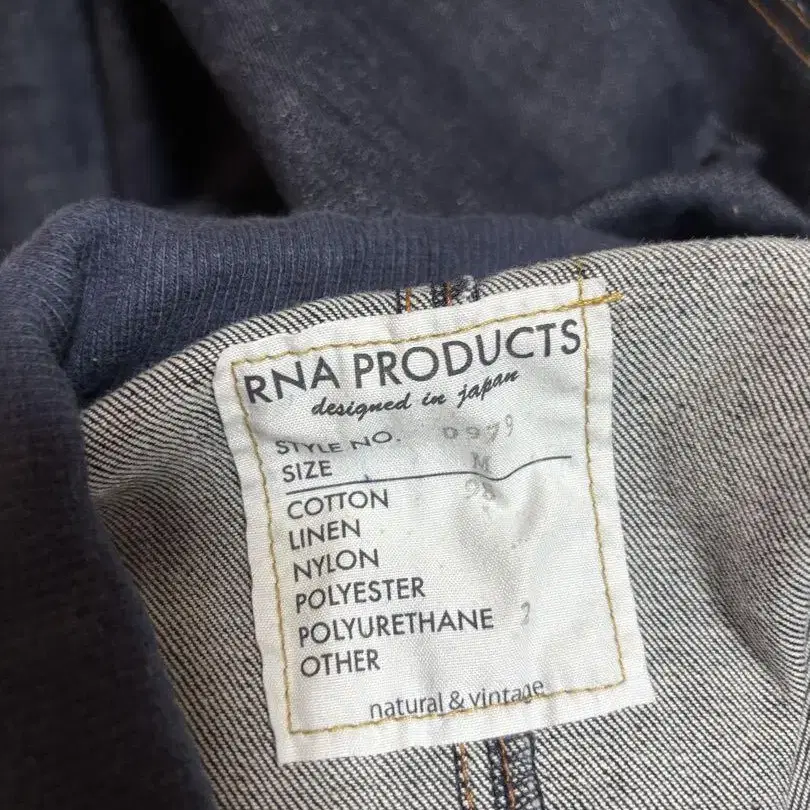 RNA PRODUCTS
designed in japan
STYLE NO. 0979
SIZE M
COTTON 98
LINEN
NYLON
POLYESTER
POLYURETHANE 2
OTHER
natural & vintage